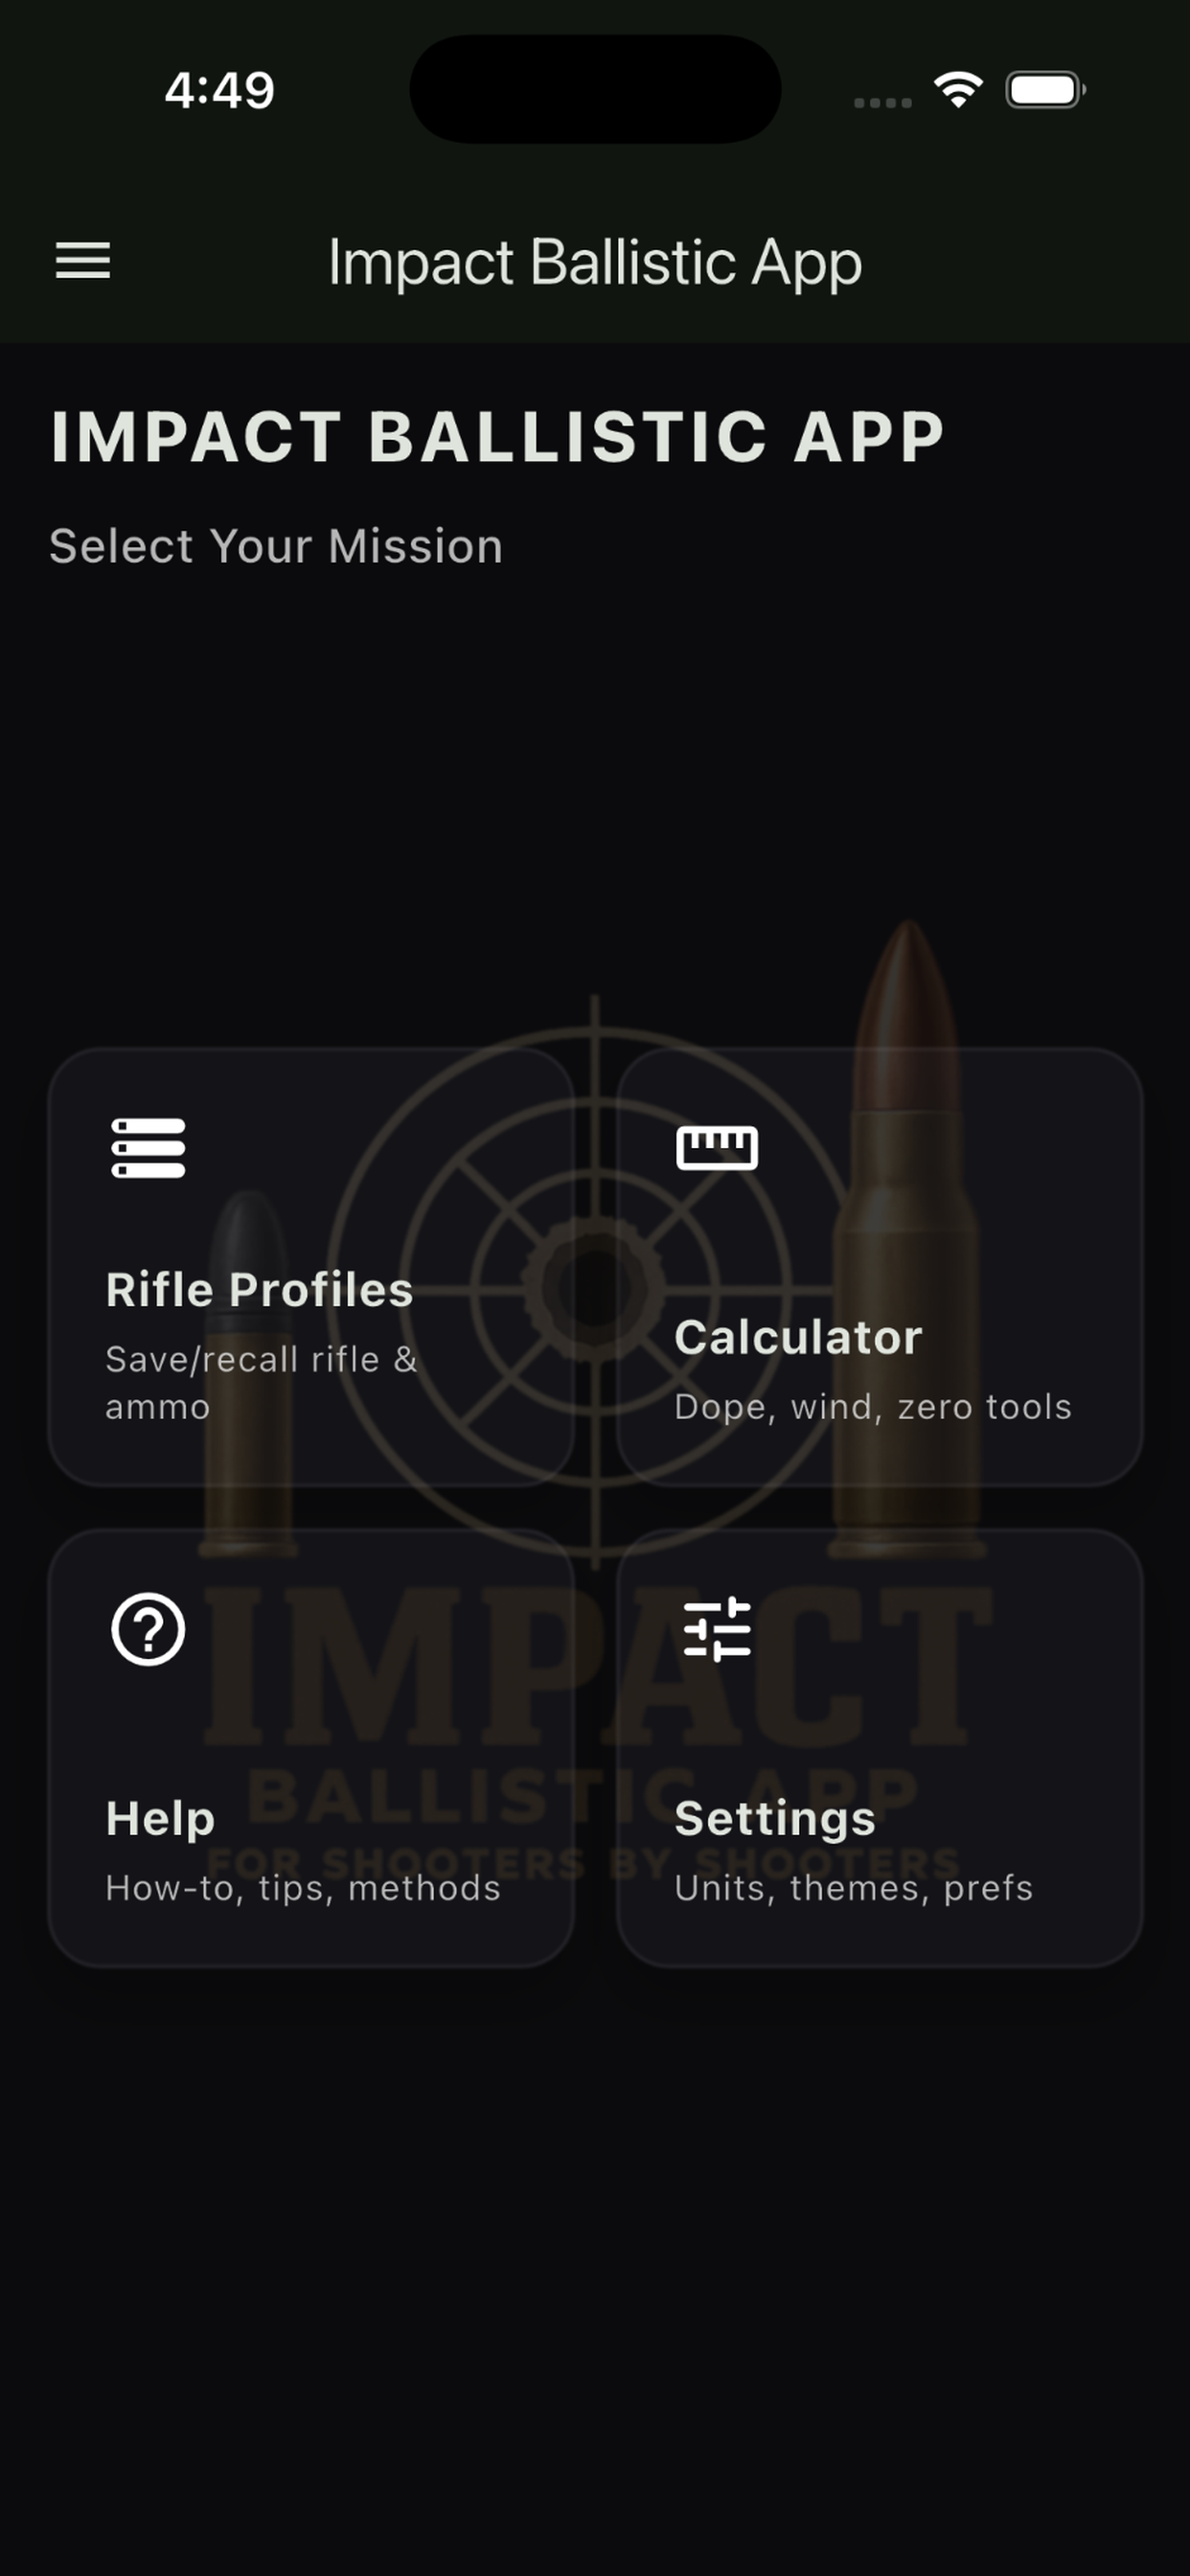 4:49
Impact Ballistic App
IMPACT BALLISTIC APP
Select Your Mission
Rifle Profiles
Save/recall rifle &
ammo
Calculator
Dope, wind, zero tools
IMPACT
BALLISTIC APP
FOR SHOOTERS BY SHOOTERS
Help
How-to, tips, methods
Settings
Units, themes, prefs